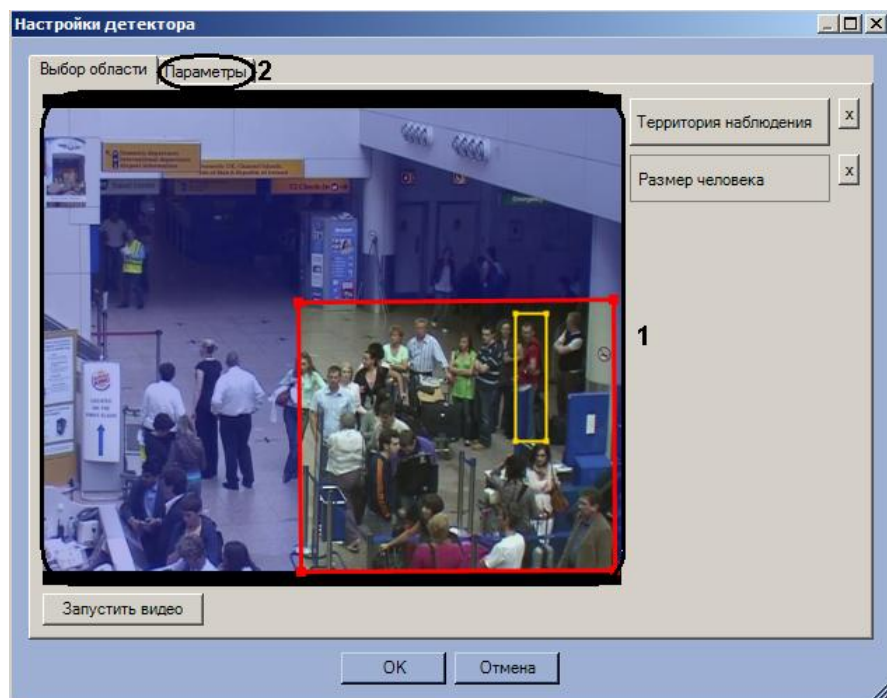 Настройки детектора
Выбор области
Параметры
2
Территория наблюдения
x
Размер человека
x
1
Запустить видео
OK
Отмена